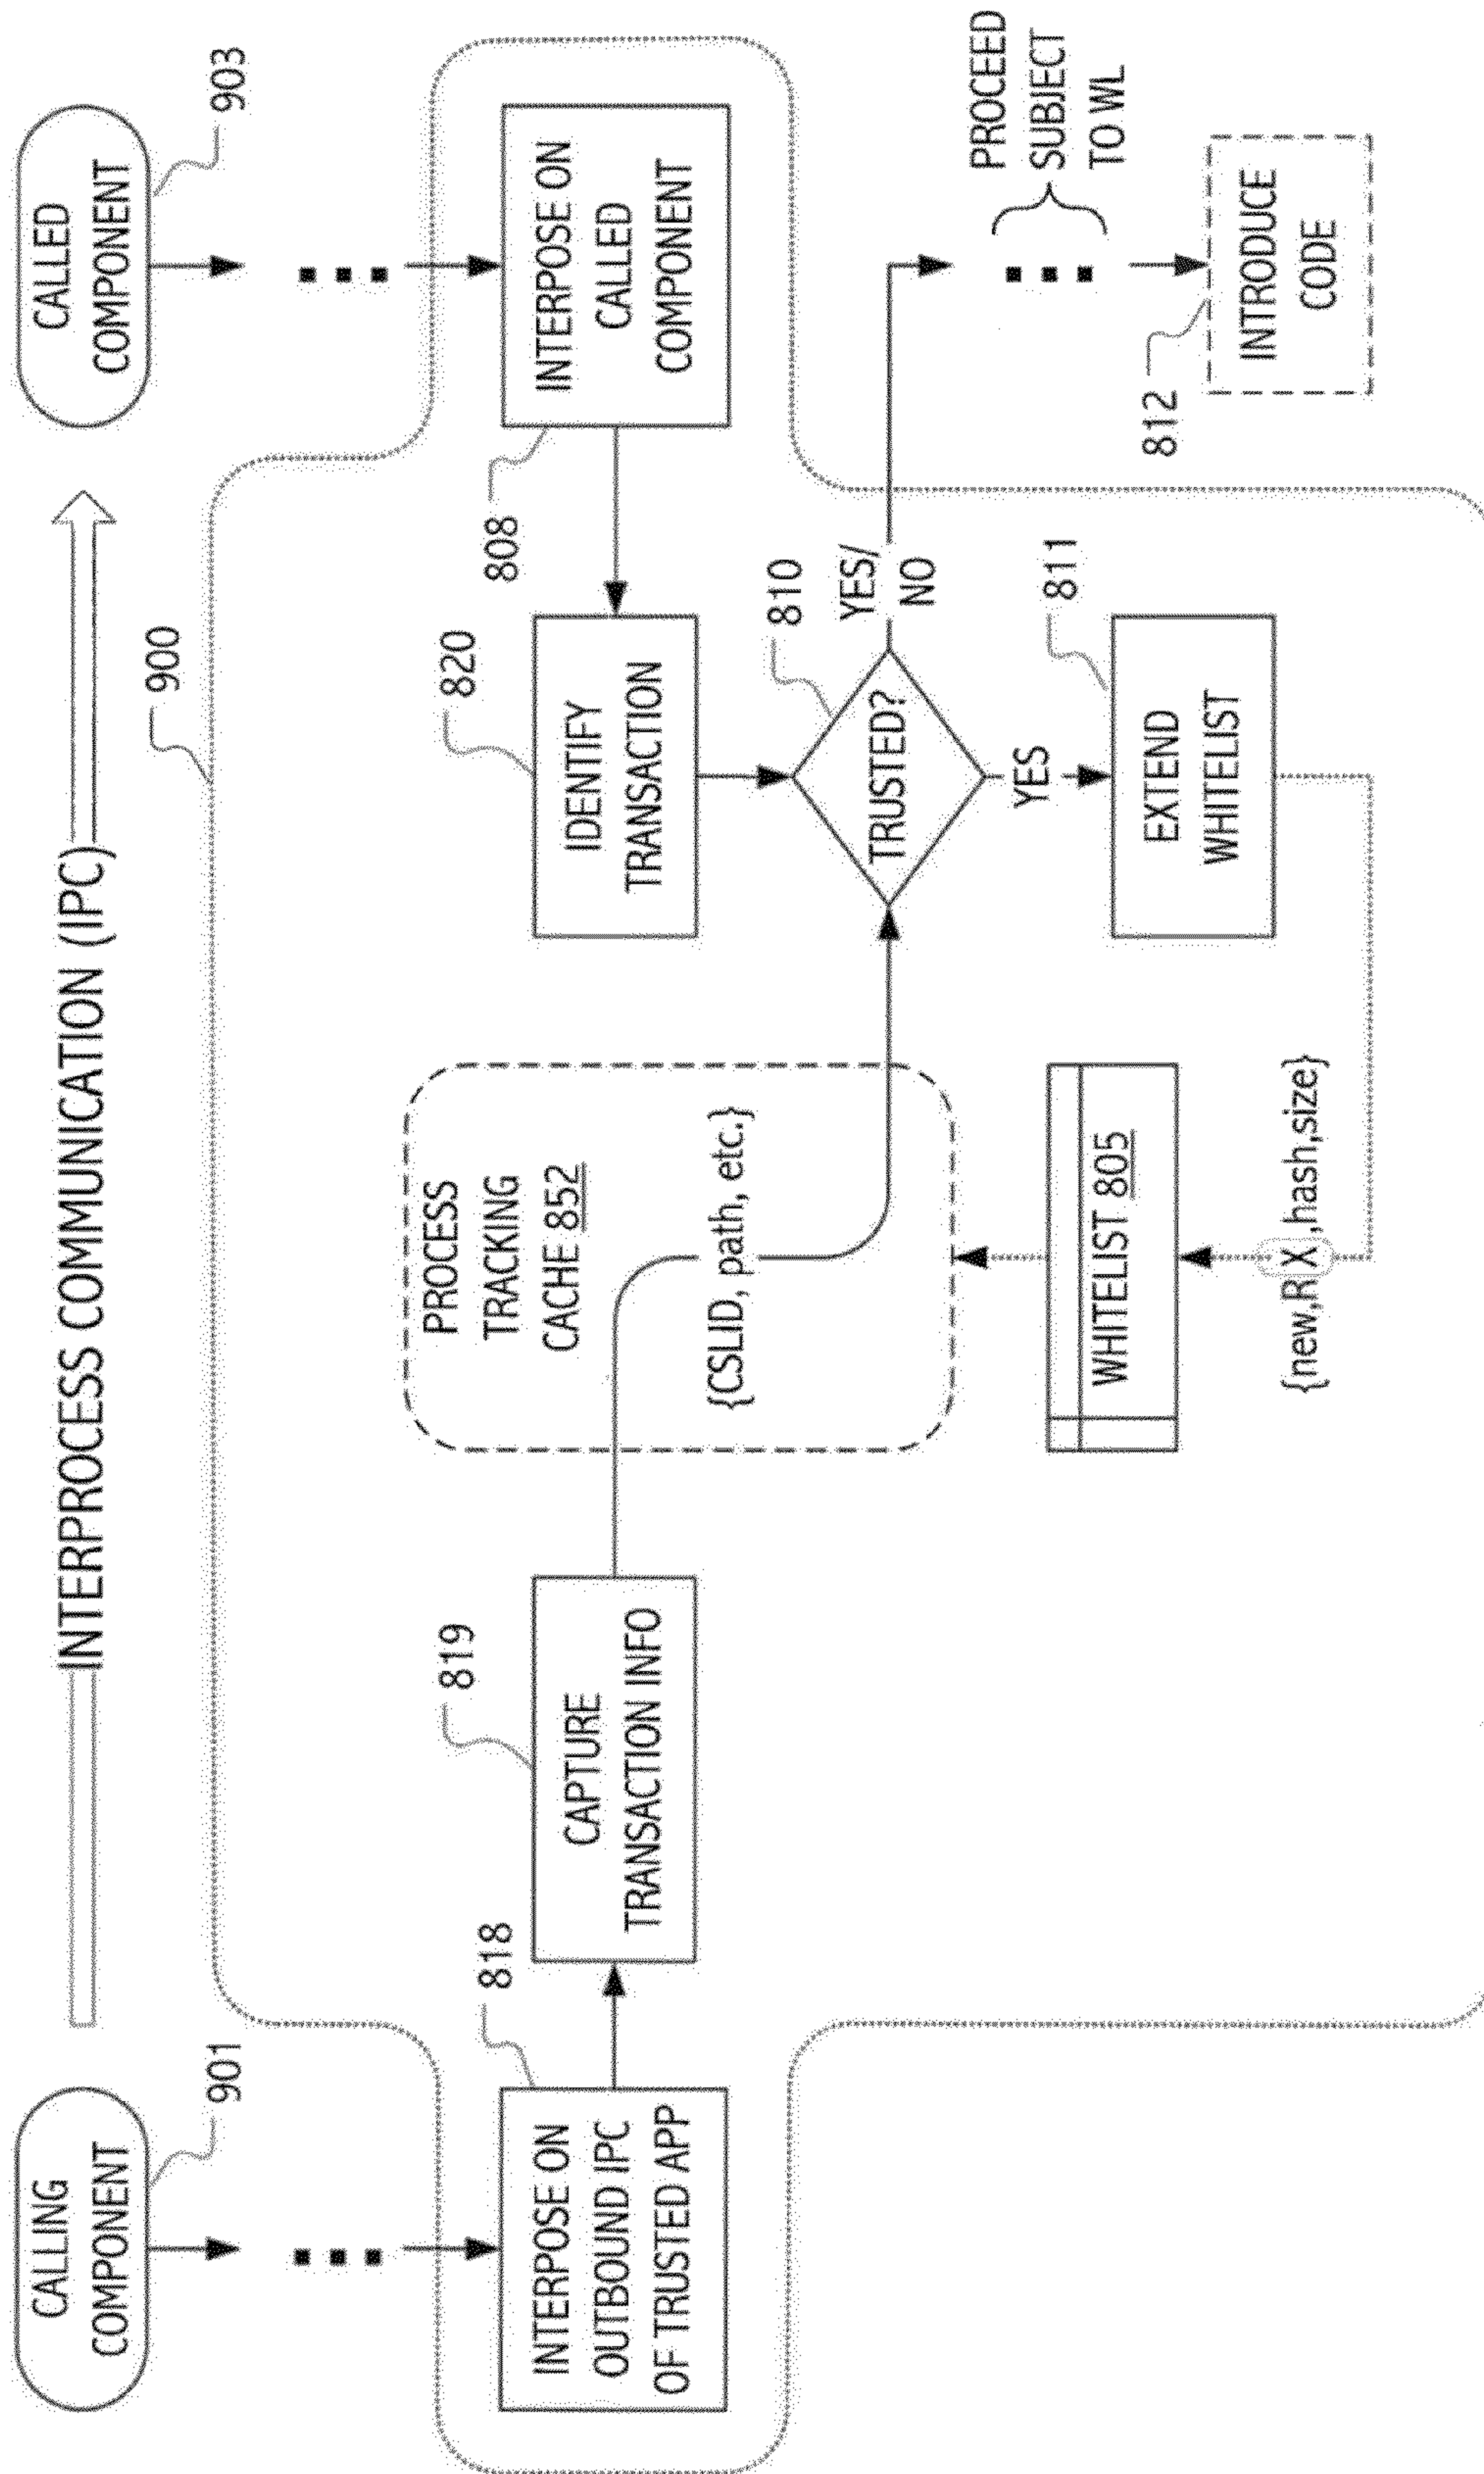 INTERPROCESS COMMUNICATION (IPC)
CALLING
COMPONENT
901
CALLED
COMPONENT
903
900
INTERPOSE ON
OUTBOUND IPC
OF TRUSTED APP
818
CAPTURE
TRANSACTION INFO
819
PROCESS
TRACKING
CACHE 852
{CSLID, path, etc.}
IDENTIFY
TRANSACTION
820
INTERPOSE ON
CALLED
COMPONENT
808
TRUSTED?
810
YES/
NO
YES
PROCEED
SUBJECT
TO WL
WHITELIST 805
{new,R X ,hash,size}
EXTEND
WHITELIST
811
INTRODUCE
CODE
812